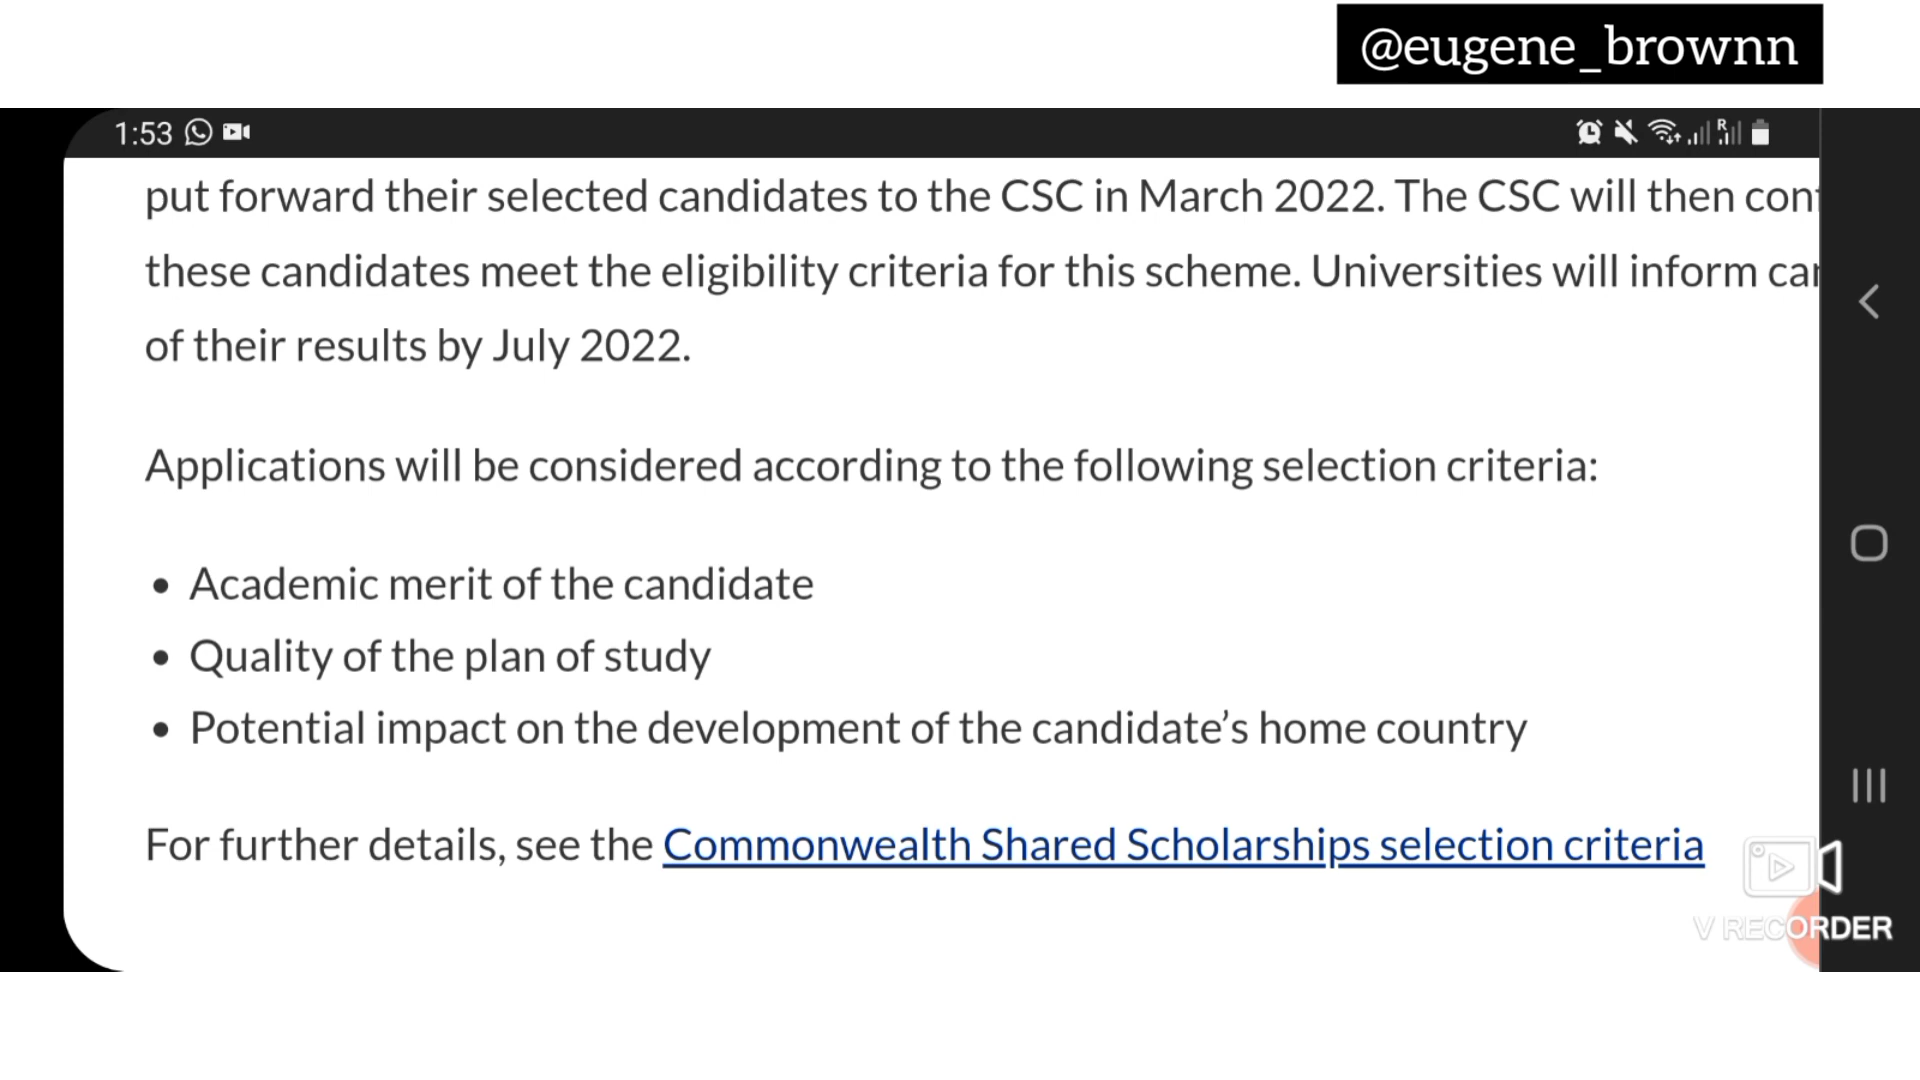 @eugene_brownn
1:53
R
put forward their selected candidates to the CSC in March 2022. The CSC will then
these candidates meet the eligibility criteria for this scheme. Universities will inform
of their results by July 2022.
Applications will be considered according to the following selection criteria:
• Academic merit of the candidate
• Quality of the plan of study
• Potential impact on the development of the candidate’s home country
For further details, see the Commonwealth Shared Scholarships selection criteria
V RECORDER